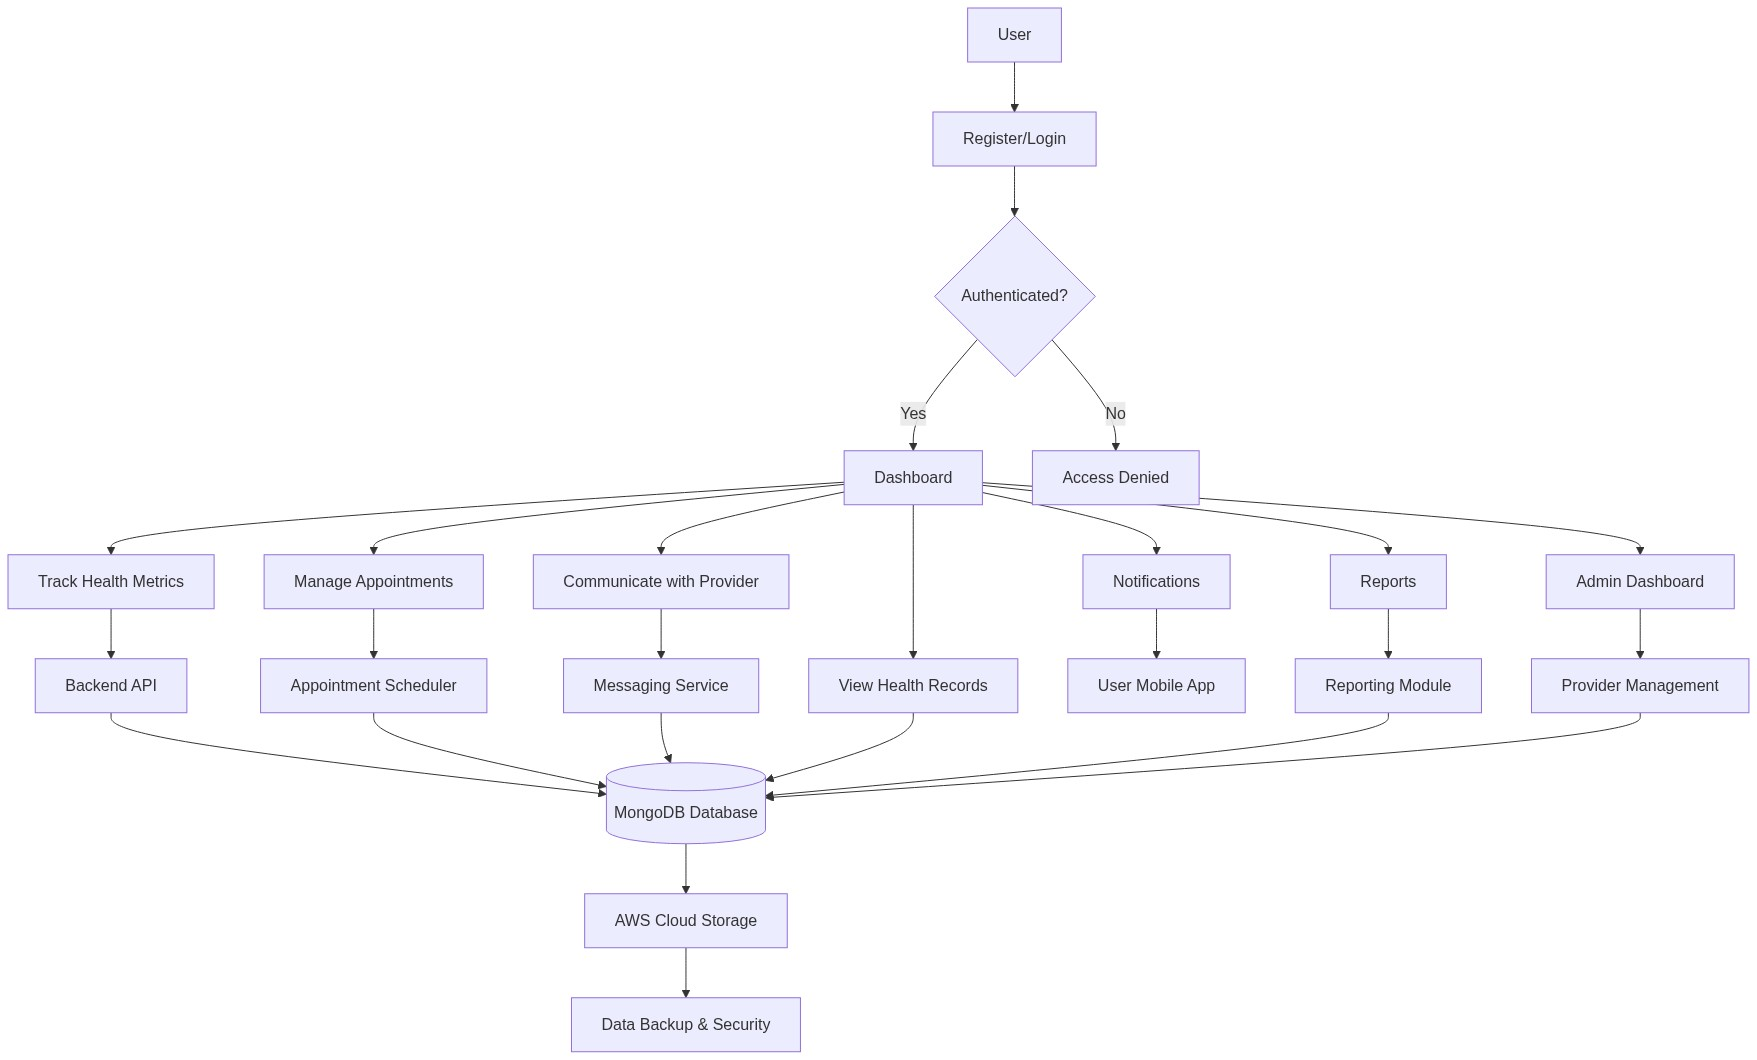 User
Register/Login
Authenticated?
Yes
No
Dashboard
Access Denied
Track Health Metrics
Manage Appointments
Communicate with Provider
Notifications
Reports
Admin Dashboard
Backend API
Appointment Scheduler
Messaging Service
View Health Records
User Mobile App
Reporting Module
Provider Management
MongoDB Database
AWS Cloud Storage
Data Backup & Security